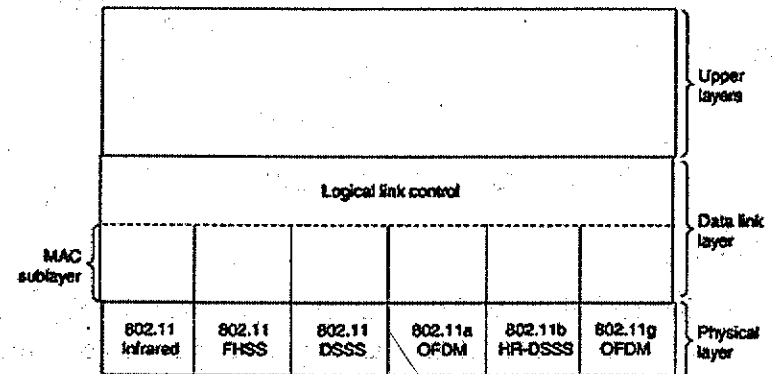 Upper
layers
Logical link control
Data link
layer
MAC
sublayer
802.11
Infrared
802.11
FHSS
802.11
DSSS
802.11a
OFDM
802.11b
HR-DSSS
802.11g
OFDM
Physical
layer